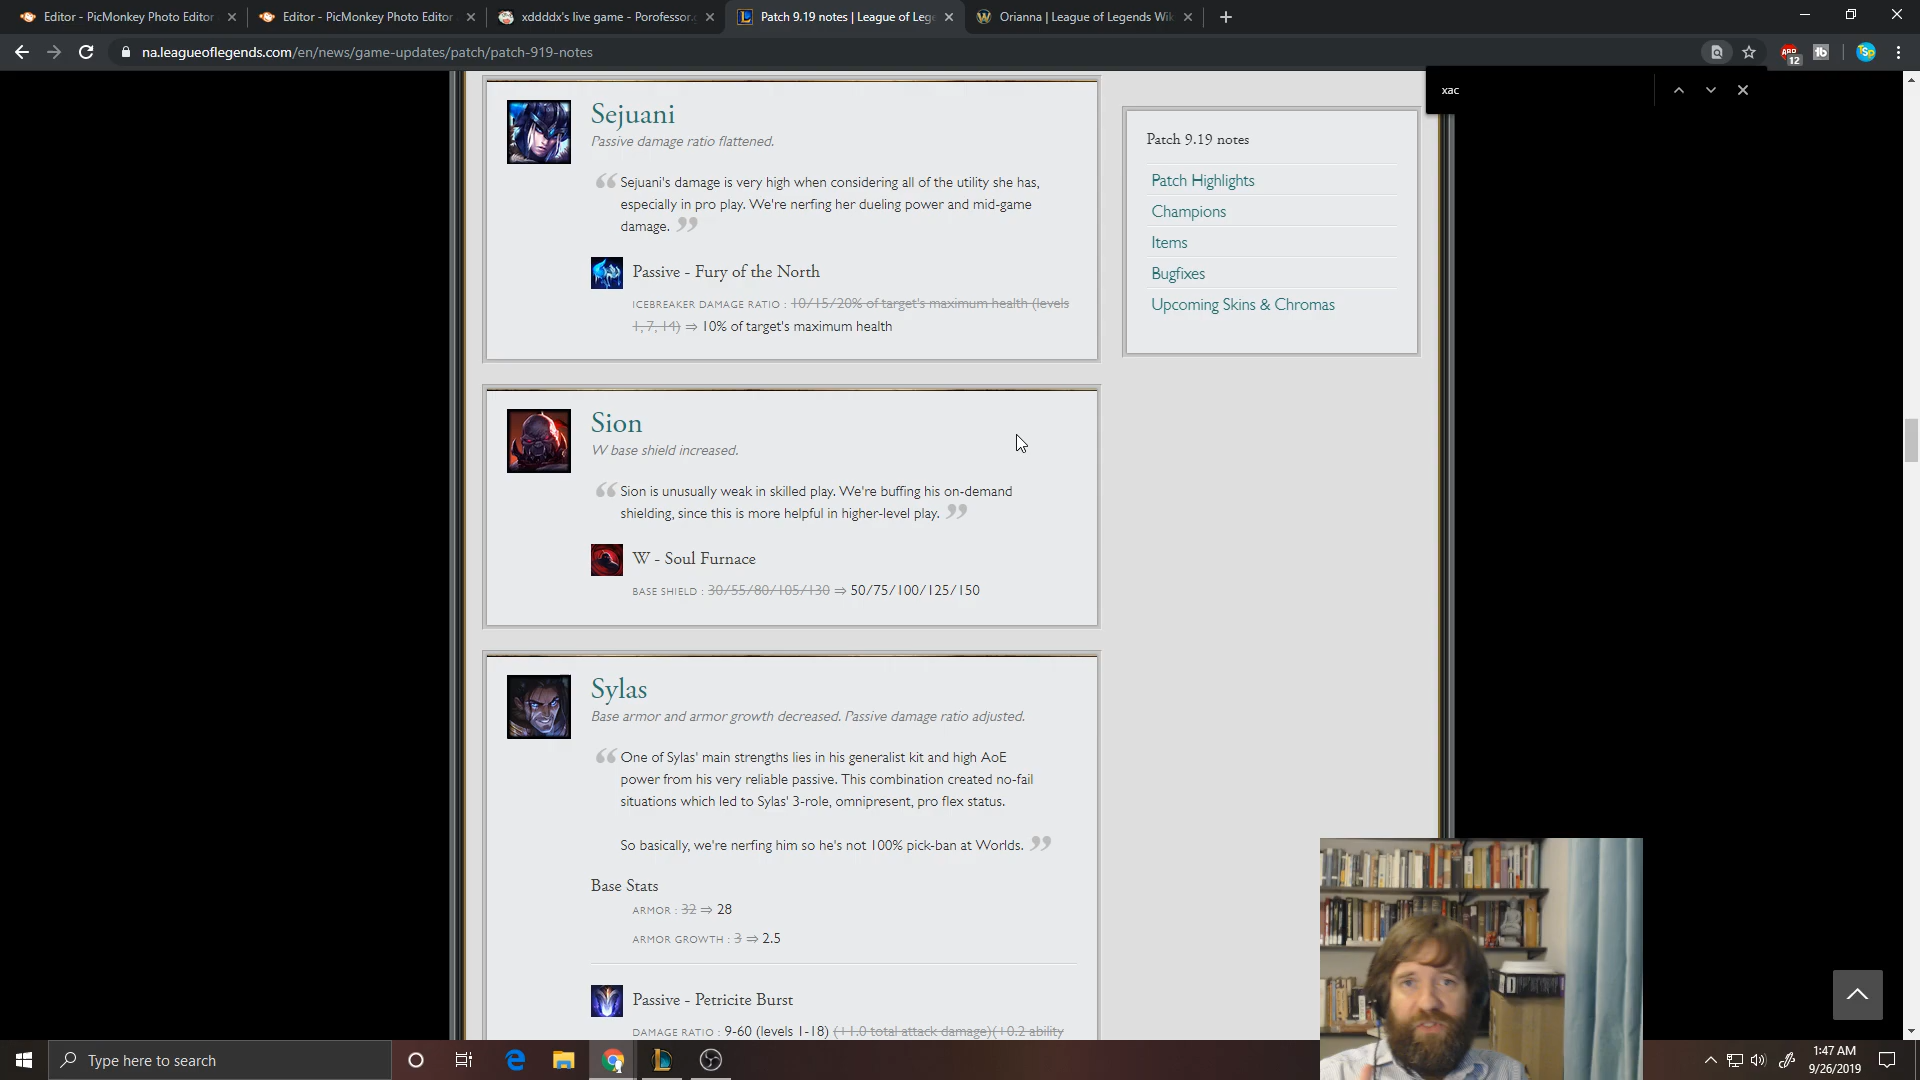 Editor - PicMonkey Photo Editor
Editor - PicMonkey Photo Editor
xddddx's live game - Porofessor.g
Patch 9.19 notes | League of Leg
Orianna | League of Legends Wik
na.leagueoflegends.com/en/news/game-updates/patch/patch-919-notes
ABP
12
tb
TSp
xac
Sejuani
Passive damage ratio flattened.
Sejuani's damage is very high when considering all of the utility she has,
especially in pro play. We're nerfing her dueling power and mid-game
damage.
Passive - Fury of the North
ICEBREAKER DAMAGE RATIO : 10/15/20% of target's maximum health (levels
1, 7, 14) ⇒ 10% of target's maximum health
Patch 9.19 notes
Patch Highlights
Champions
Items
Bugfixes
Upcoming Skins & Chromas
Sion
W base shield increased.
Sion is unusually weak in skilled play. We're buffing his on-demand
shielding, since this is more helpful in higher-level play.
W - Soul Furnace
BASE SHIELD : 30/55/80/105/130 ⇒ 50/75/100/125/150
Sylas
Base armor and armor growth decreased. Passive damage ratio adjusted.
One of Sylas' main strengths lies in his generalist kit and high AoE
power from his very reliable passive. This combination created no-fail
situations which led to Sylas' 3-role, omnipresent, pro flex status.
So basically, we're nerfing him so he's not 100% pick-ban at Worlds.
Base Stats
ARMOR : 32 ⇒ 28
ARMOR GROWTH : 3 ⇒ 2.5
Passive - Petricite Burst
DAMAGE RATIO : 9-60 (levels 1-18) (+1.0 total attack damage)(+0.2 ability
Type here to search
1:47 AM
9/26/2019